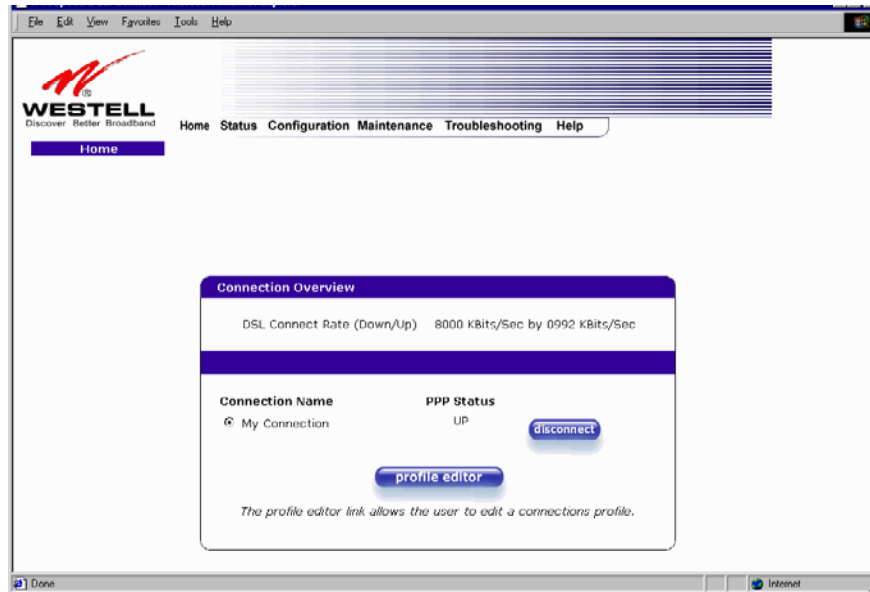 File Edit View Favorites Tools Help
WESTELL
®
Discover Better Broadband
Home Status Configuration Maintenance Troubleshooting Help
Home
Connection Overview
DSL Connect Rate (Down/Up) 8000 KBits/Sec by 0992 KBits/Sec
Connection Name PPP Status
My Connection UP disconnect
profile editor
The profile editor link allows the user to edit a connections profile.
Done Internet